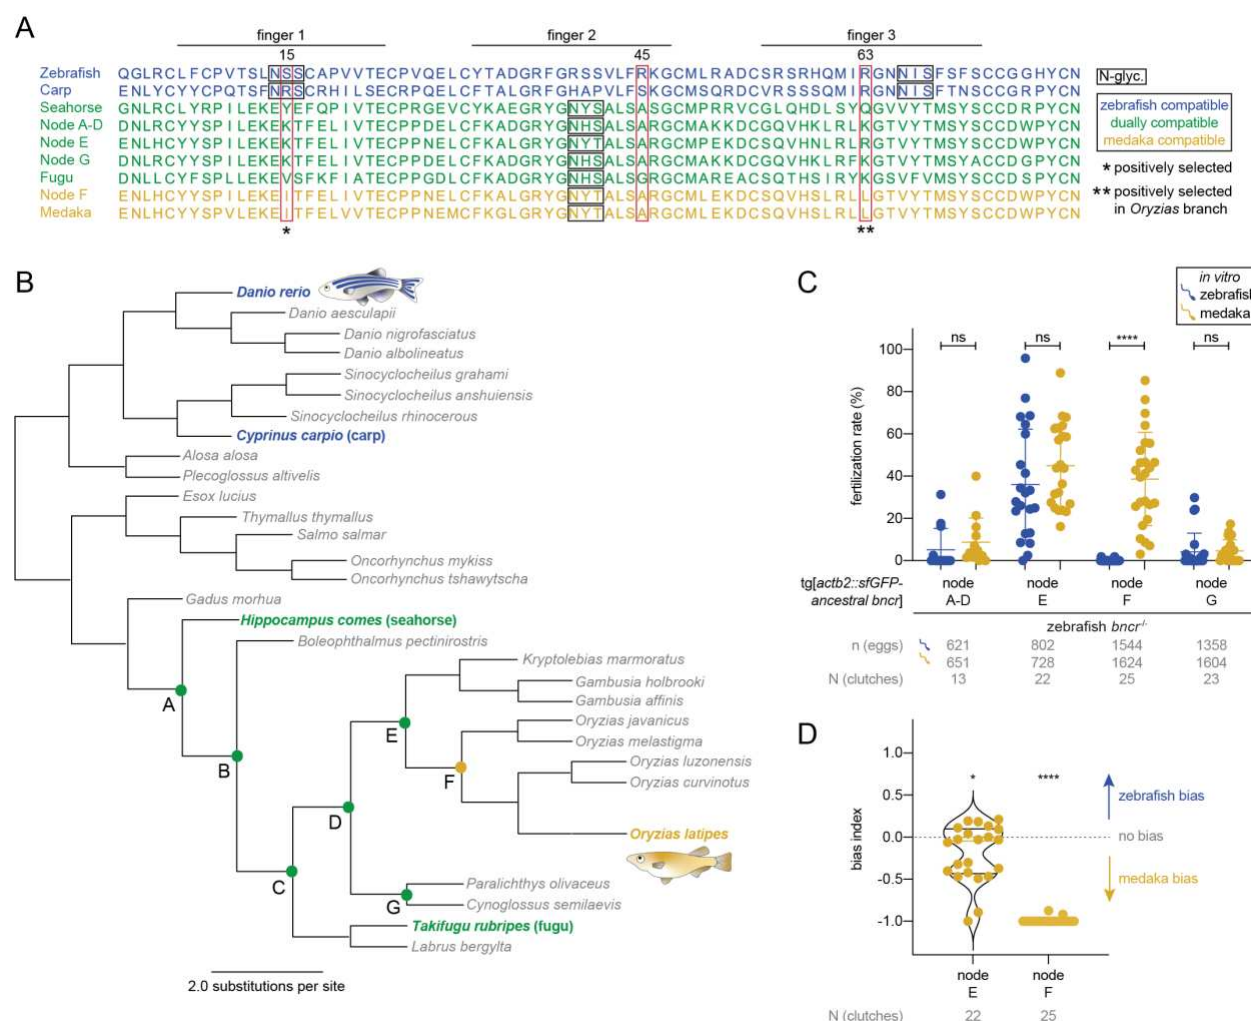 A
finger 1
finger 2
finger 3
15
45
63
Zebrafish QGLRCLFCPVTSLNSSCAPVVTECPVQELCYTADGRFGRSSVLFRKGCMLRADCSRSRHQMIRGNNISFSFSCCGGHYCN
Carp ENLYCYYCPQTSFNRSCRHILSECRPQELCFTADGRFGHAPVLFSKGCMSQRDCVRSSSQMIRGNNISFTNSCCRGPYCN
Seahorse GNLRCLYRPILEKEYEFQPIVTECPRGEVCYKAEGRYGNYSALSASGCMARRVCGLQHDLSYQQGVVYTMSYSCCDWPYCN
Node A-D DNLRCYYSPILEKEKTFELIVTECPPDELCFKADGRYGNHSALSARGCMAKKDCGQVHKLRLKGTVYTMSYSCCDWPYCN
Node E DNLRCYYSPILEKEKTFELIVTECPPDELCFKADGRYGNYTALSARGCMPEKDCSQVHKLRLKGTVYTMSYSCCDWPYCN
Node G DNLRCYYSPILEKEKTFELIVTECPPDELCFKADGRYGNHSALSARGCMAKKDCGQVHKLRFKGTVYTMSYACCDGPYCN
Fugu DNLLCFYSPLLEKEVSFKFIATECPPGDLCFMADGRYGNHSALSGRGCMAREACSQTHSIRYKGSVFVMSYSCCDWPYCN
Node F ENLHCYYSPVLEKEITFELIVTECPPNELCFKALGRYGNYTALSARGCMLEKDCSQVHSLRLLGTVYTMSYSCCDWPYCN
Medaka ENLHCYYSPVLEKEITFELVVTECPPNEMCFKGLGRYGNYTALSARGCMLEKDCSQVHSLRLLGTVYTMSYSCCDWPYCN
*
**
N-glyc.
zebrafish compatible
dually compatible
medaka compatible
* positively selected
** positively selected
in Oryzias branch
B
Danio rerio
Danio aesculapii
Danio nigrofasciatus
Danio albolineatus
Sinocyclocheilus grahami
Sinocyclocheilus anshuiensis
Sinocyclocheilus rhinocerous
Cyprinus carpio (carp)
Alosa alosa
Plecoglossus altivelis
Esox lucius
Thymallus thymallus
Salmo salmar
Oncorhynchus mykiss
Oncorhynchus tshawytscha
Gadus morhua
Hippocampus comes (seahorse)
Boleophthalmus pectinirostris
Kryptolebias marmoratus
Gambusia holbrooki
Gambusia affinis
Oryzias javanicus
Oryzias melastigma
Oryzias luzonensis
Oryzias curvinotus
Oryzias latipes
Paralichthys olivaceus
Cynoglossus semilaevis
Takifugu rubripes (fugu)
Labrus bergylta
A
B
C
D
E
F
G
2.0 substitutions per site
C
in vitro
zebrafish
medaka
ns
ns
****
ns
fertilization rate (%)
100
80
60
40
20
0
tg[actb2::sfGFP-
ancestral bncr]
node
A-D
node
E
node
F
node
G
zebrafish bncr-/-
n (eggs) 621 802 1544 1358
651 728 1624 1604
N (clutches) 13 22 25 23
D
bias index
1.0
0.5
0.0
-0.5
-1.0
*
****
zebrafish bias
no bias
medaka bias
node
E
node
F
N (clutches) 22 25